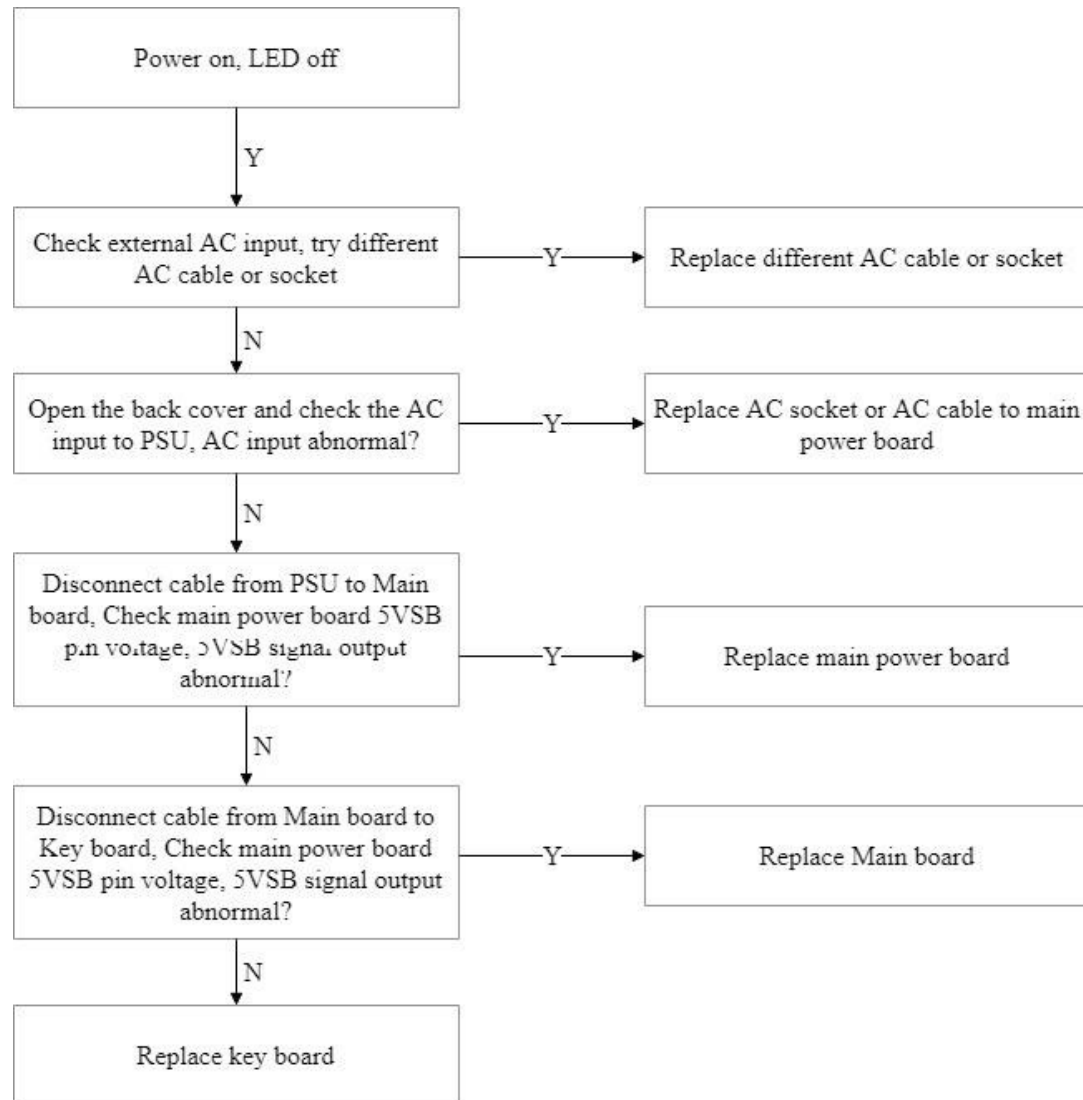 Power on, LED off
Y
Check external AC input, try different
AC cable or socket
Y
Replace different AC cable or socket
N
Open the back cover and check the AC
input to PSU, AC input abnormal?
Y
Replace AC socket or AC cable to main
power board
N
Disconnect cable from PSU to Main
board, Check main power board 5VSB
pin voltage, 5VSB signal output
abnormal?
Y
Replace main power board
N
Disconnect cable from Main board to
Key board, Check main power board
5VSB pin voltage, 5VSB signal output
abnormal?
Y
Replace Main board
N
Replace key board